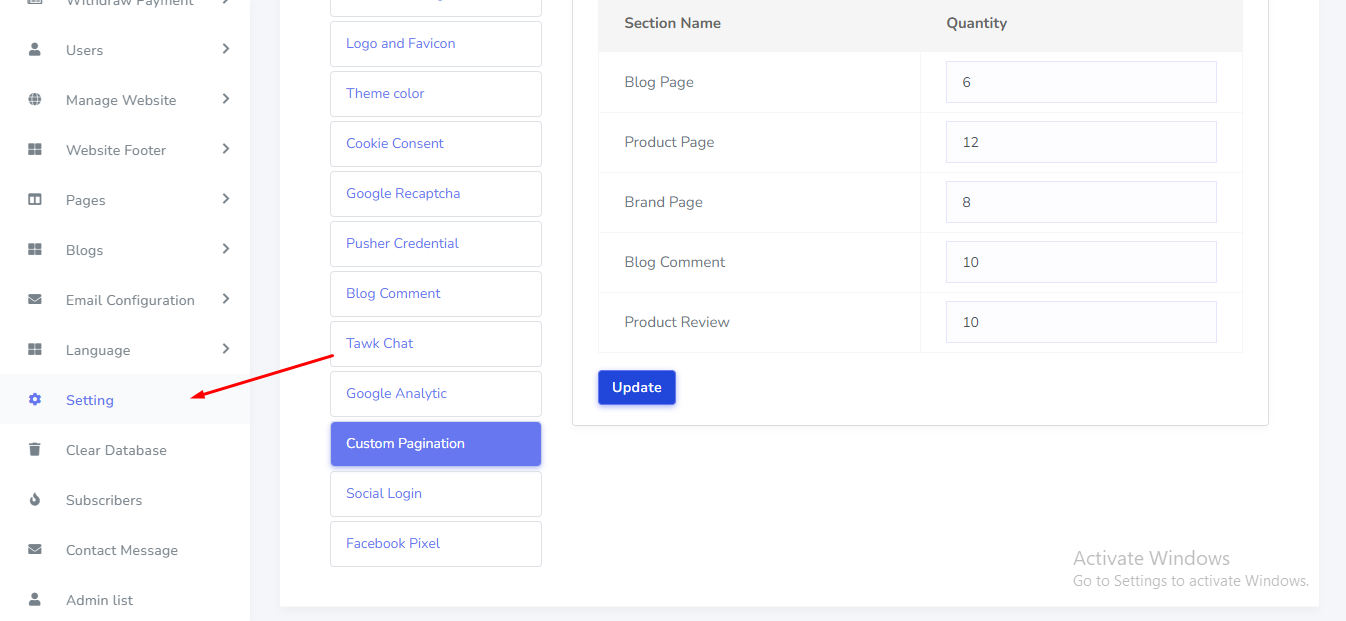 Withdraw Payment
Users
Manage Website
Website Footer
Pages
Blogs
Email Configuration
Language
Setting
Clear Database
Subscribers
Contact Message
Admin list
Logo and Favicon
Theme color
Cookie Consent
Google Recaptcha
Pusher Credential
Blog Comment
Tawk Chat
Google Analytic
Custom Pagination
Social Login
Facebook Pixel
Section Name Quantity
Blog Page 6
Product Page 12
Brand Page 8
Blog Comment 10
Product Review 10
Update
Activate Windows
Go to Settings to activate Windows.